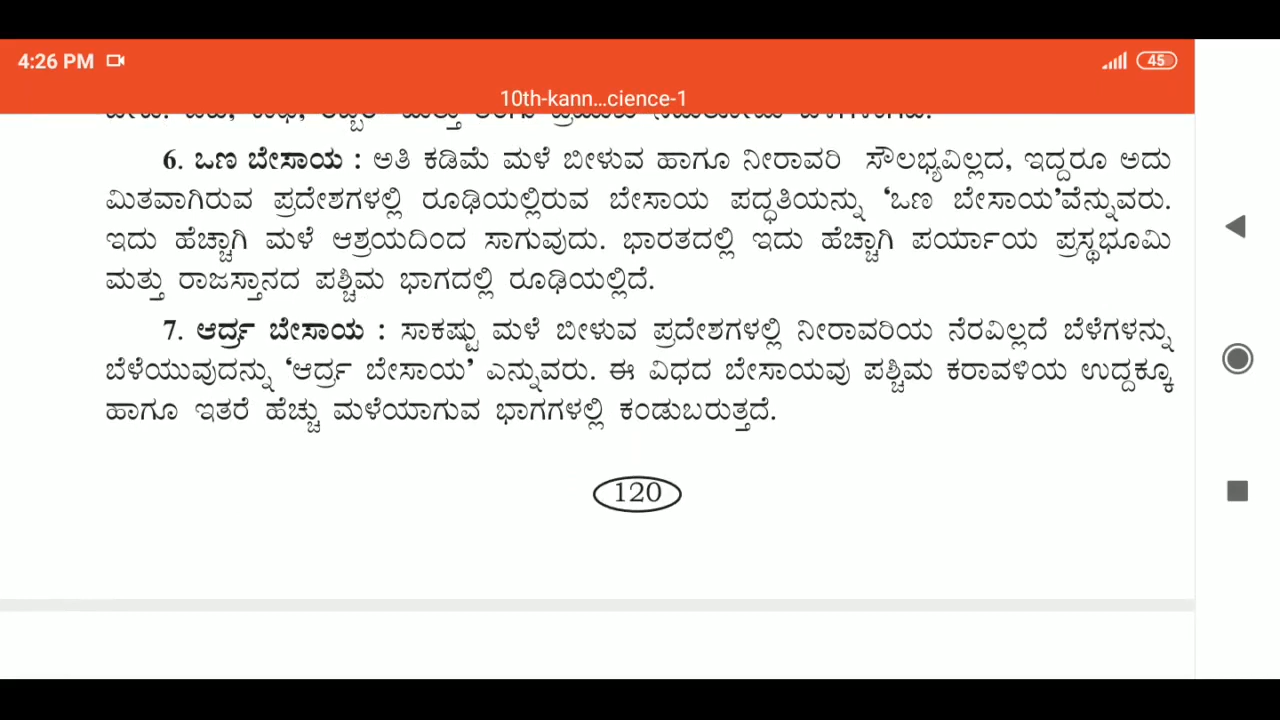 4:26 PM
45
10th-kann...cience-1
6. ಒಣ ಬೇಸಾಯ : ಅತಿ ಕಡಿಮೆ ಮಳೆ ಬೀಳುವ ಹಾಗೂ ನೀರಾವರಿ ಸೌಲಭ್ಯವಿಲ್ಲದ, ಇದ್ದರೂ ಅದು
ಮಿತವಾಗಿರುವ ಪ್ರದೇಶಗಳಲ್ಲಿ ರೂಢಿಯಲ್ಲಿರುವ ಬೇಸಾಯ ಪದ್ಧತಿಯನ್ನು ‘ಒಣ ಬೇಸಾಯ’ವೆನ್ನುವರು.
ಇದು ಹೆಚ್ಚಾಗಿ ಮಳೆ ಆಶ್ರಯದಿಂದ ಸಾಗುವುದು. ಭಾರತದಲ್ಲಿ ಇದು ಹೆಚ್ಚಾಗಿ ಪರ್ಯಾಯ ಪ್ರಸ್ಥಭೂಮಿ
ಮತ್ತು ರಾಜಸ್ತಾನದ ಪಶ್ಚಿಮ ಭಾಗದಲ್ಲಿ ರೂಢಿಯಲ್ಲಿದೆ.
7. ಆರ್ದ್ರ ಬೇಸಾಯ : ಸಾಕಷ್ಟು ಮಳೆ ಬೀಳುವ ಪ್ರದೇಶಗಳಲ್ಲಿ ನೀರಾವರಿಯ ನೆರವಿಲ್ಲದೆ ಬೆಳೆಗಳನ್ನು
ಬೆಳೆಯುವುದನ್ನು ‘ಆರ್ದ್ರ ಬೇಸಾಯ’ ಎನ್ನುವರು. ಈ ವಿಧದ ಬೇಸಾಯವು ಪಶ್ಚಿಮ ಕರಾವಳಿಯ ಉದ್ದಕ್ಕೂ
ಹಾಗೂ ಇತರೆ ಹೆಚ್ಚು ಮಳೆಯಾಗುವ ಭಾಗಗಳಲ್ಲಿ ಕಂಡುಬರುತ್ತದೆ.
120